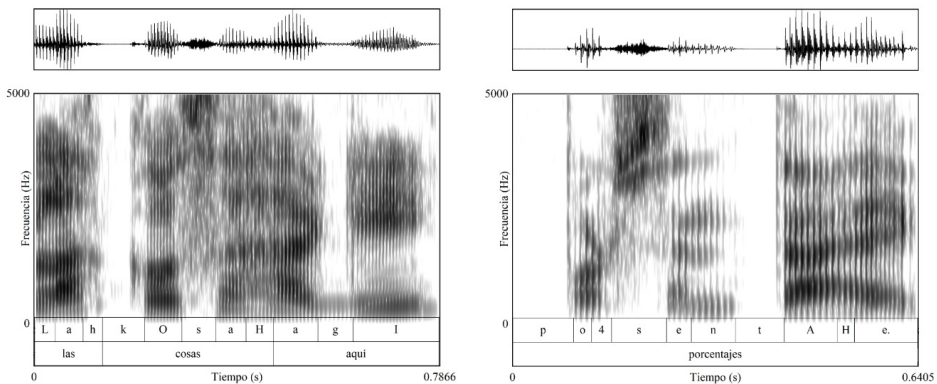 5000
Frecuencia (Hz)
0
L a h k O s a H a g I
las cosas aquí
0 Tiempo (s) 0.7866
5000
Frecuencia (Hz)
0
p o 4 s e n t A H e.
porcentajes
0 Tiempo (s) 0.6405